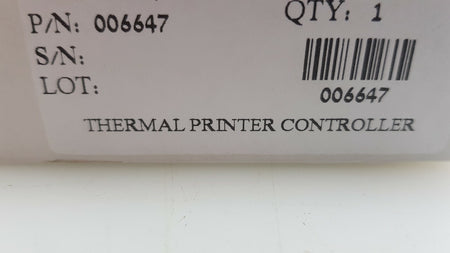 P/N: 006647
QTY: 1
S/N:
LOT:
006647
THERMAL PRINTER CONTROLLER